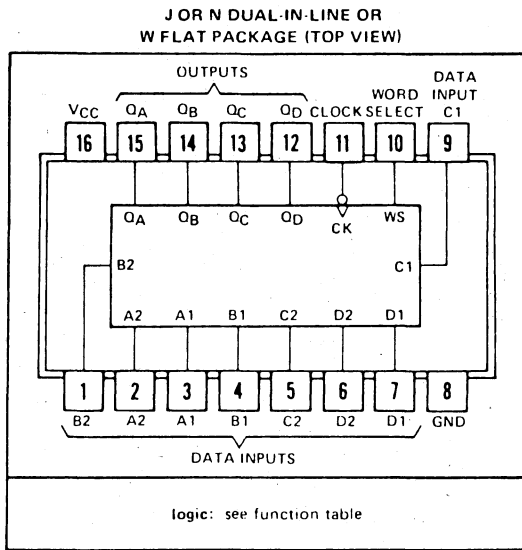 J OR N DUAL-IN-LINE OR
W FLAT PACKAGE (TOP VIEW)
OUTPUTS
DATA
WORD INPUT
VCC QA QB QC QD CLOCK SELECT C1
16 15 14 13 12 11 10 9
QA QB QC QD CK WS
B2 C1
A2 A1 B1 C2 D2 D1
1 2 3 4 5 6 7 8
B2 A2 A1 B1 C2 D2 D1 GND
DATA INPUTS
logic: see function table